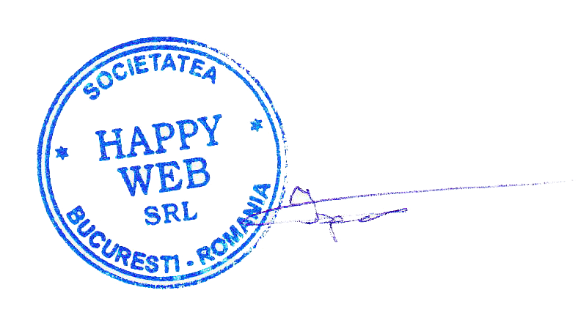 SOCIETATEA
HAPPY
WEB
SRL
BUCURESTI - ROMANIA